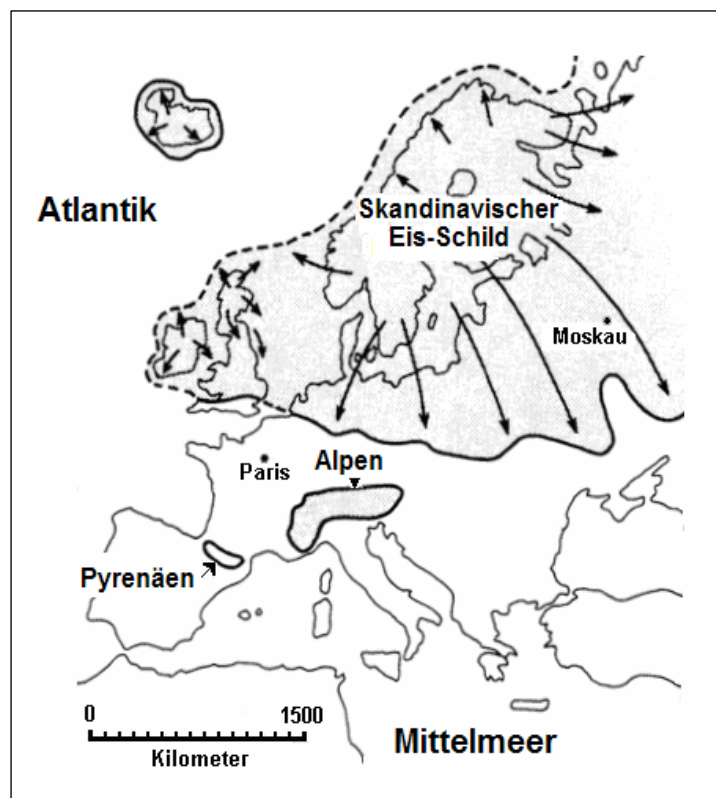 Atlantik
Skandinavischer
Eis-Schild
Moskau
Paris
Alpen
Pyrenäen
0 1500
Kilometer
Mittelmeer